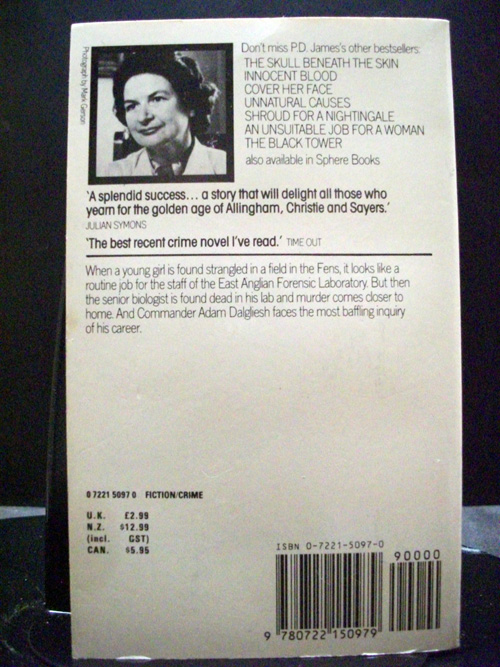 Don't miss P.D. James's other bestsellers:
THE SKULL BENEATH THE SKIN
INNOCENT BLOOD
COVER HER FACE
UNNATURAL CAUSES
SHROUD FOR A NIGHTINGALE
AN UNSUITABLE JOB FOR A WOMAN
THE BLACK TOWER
also available in Sphere Books
Photograph by Mark Gerson
'A splendid success... a story that will delight all those who
yearn for the golden age of Allingham, Christie and Sayers.'
JULIAN SYMONS
'The best recent crime novel I've read.' TIME OUT
When a young girl is found strangled in a field in the Fens, it looks like a
routine job for the staff of the East Anglian Forensic Laboratory. But then
the senior biologist is found dead in his lab and murder comes closer to
home. And Commander Adam Dalgliesh faces the most baffling inquiry
of his career.
0 7221 5097 0 FICTION/CRIME
U.K. £2.99
N.Z. $12.99
(incl. GST)
CAN. $5.95
ISBN 0-7221-5097-0
90000
9 780722 150979